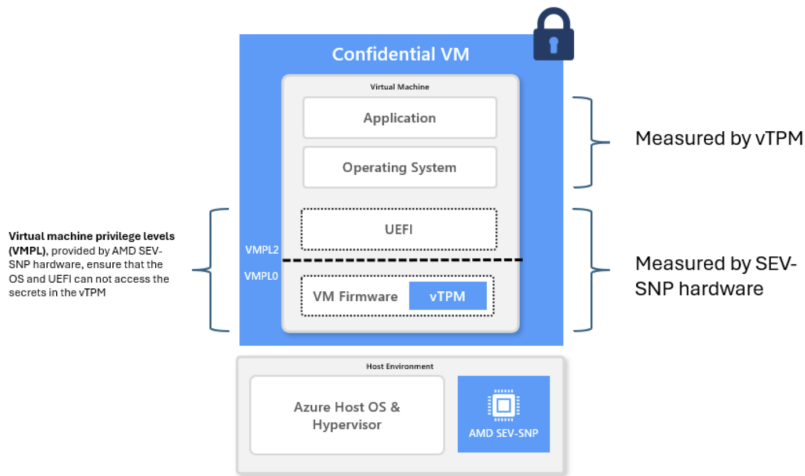 Confidential VM
Virtual Machine
Application
Operating System
Measured by vTPM
UEFI
Virtual machine privilege levels
(VMPL), provided by AMD SEV-
SNP hardware, ensure that the
OS and UEFI can not access the
secrets in the vTPM
VMPL2
VMPL0
VM Firmware
vTPM
Measured by SEV-
SNP hardware
Host Environment
Azure Host OS &
Hypervisor
AMD SEV-SNP